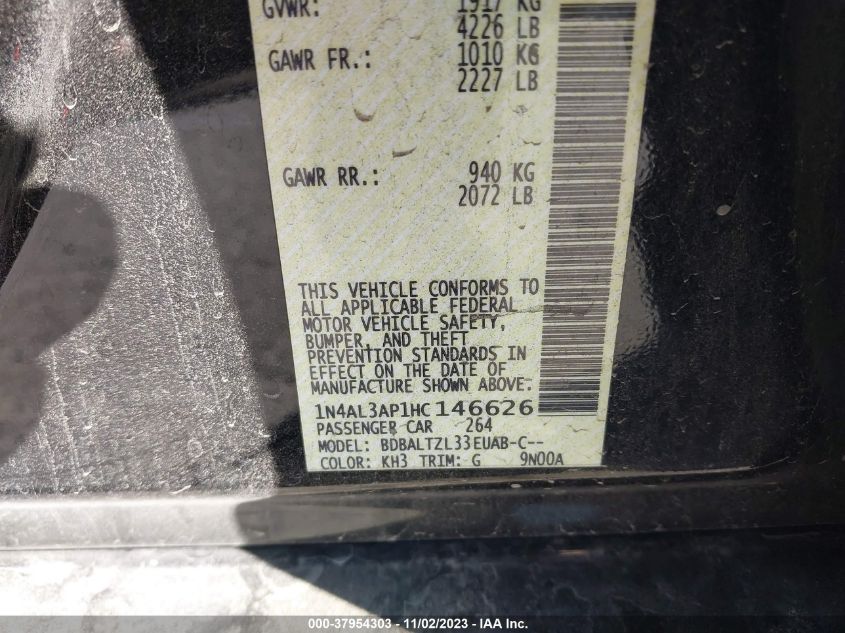 GVWR: 1917 KG
4226 LB
GAWR FR.: 1010 KG
2227 LB
GAWR RR.: 940 KG
2072 LB
THIS VEHICLE CONFORMS TO
ALL APPLICABLE FEDERAL
MOTOR VEHICLE SAFETY,
BUMPER, AND THEFT
PREVENTION STANDARDS IN
EFFECT ON THE DATE OF
MANUFACTURE SHOWN ABOVE.
1N4AL3AP1HC146626
PASSENGER CAR 264
MODEL: BDBALTZL33EUAB-C--
COLOR: KH3 TRIM: G 9N00A
000-37954303 - 11/02/2023 - IAA Inc.